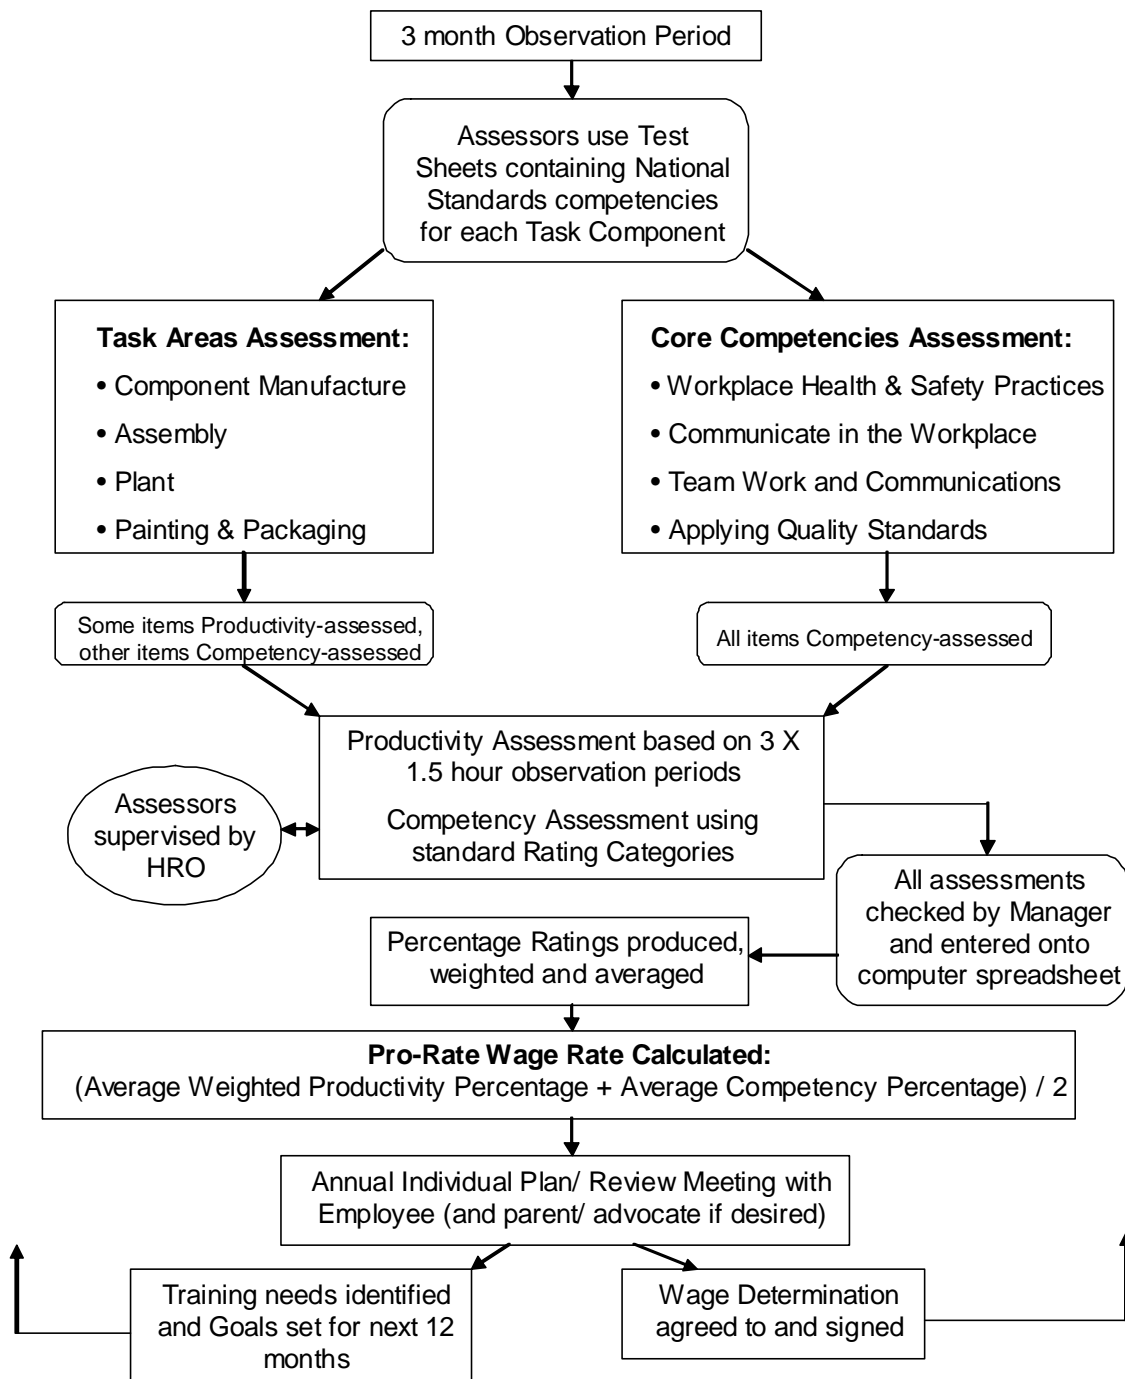 3 month Observation Period
Assessors use Test
Sheets containing National
Standards competencies
for each Task Component
Task Areas Assessment:
• Component Manufacture
• Assembly
• Plant
• Painting & Packaging
Core Competencies Assessment:
• Workplace Health & Safety Practices
• Communicate in the Workplace
• Team Work and Communications
• Applying Quality Standards
Some items Productivity-assessed,
other items Competency-assessed
All items Competency-assessed
Productivity Assessment based on 3 X
1.5 hour observation periods
Competency Assessment using
standard Rating Categories
Assessors
supervised by
HRO
All assessments
checked by Manager
and entered onto
computer spreadsheet
Percentage Ratings produced,
weighted and averaged
Pro-Rate Wage Rate Calculated:
(Average Weighted Productivity Percentage + Average Competency Percentage) / 2
Annual Individual Plan/ Review Meeting with
Employee (and parent/ advocate if desired)
Training needs identified
and Goals set for next 12
months
Wage Determination
agreed to and signed